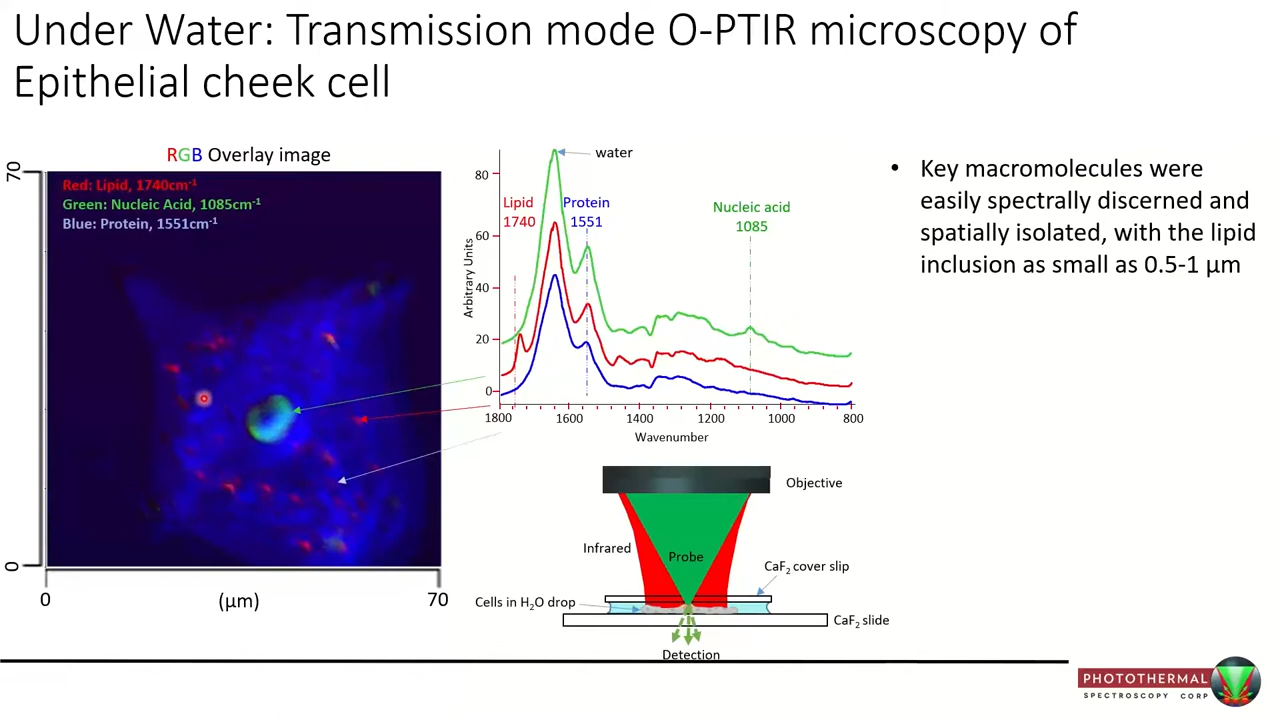 Under Water: Transmission mode O-PTIR microscopy of
Epithelial cheek cell
RGB Overlay image
70
Red: Lipid, 1740cm⁻¹
Green: Nucleic Acid, 1085cm⁻¹
Blue: Protein, 1551cm⁻¹
0
0
(µm)
70
water
Lipid
1740
Protein
1551
Nucleic acid
1085
Arbitrary Units
80
60
40
20
0
1800
1600
1400
1200
1000
800
Wavenumber
• Key macromolecules were
easily spectrally discerned and
spatially isolated, with the lipid
inclusion as small as 0.5-1 µm
Objective
Infrared
Probe
CaF₂ cover slip
Cells in H₂O drop
CaF₂ slide
Detection
PHOTOTHERMAL
SPECTROSCOPY CORP